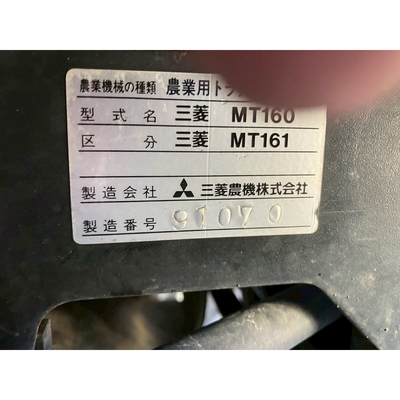 農業機械の種類 農業用トラ
型式名 三菱 MT160
区分 三菱 MT161
製造会社 三菱農機株式会社
製造番号 91070